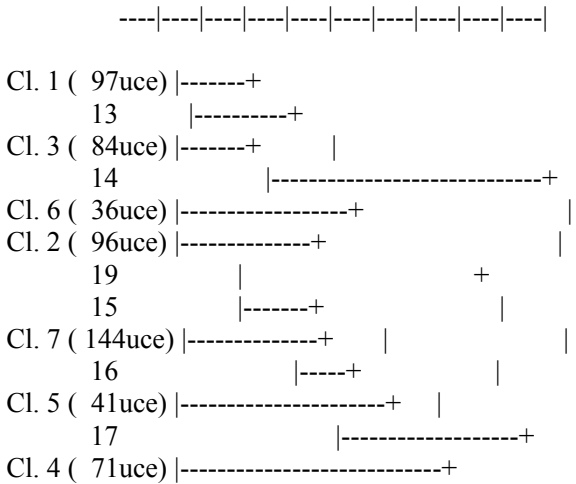 ----|----|----|----|----|----|----|----|----|----|
Cl. 1 ( 97uce) |-------+
13 |----------+
Cl. 3 ( 84uce) |-------+ |
14 |-----------------------------+
Cl. 6 ( 36uce) |------------------+ |
Cl. 2 ( 96uce) |--------------+ |
19 | +
15 |-------+ |
Cl. 7 ( 144uce) |--------------+ | |
16 |-----+ |
Cl. 5 ( 41uce) |----------------------+ |
17 |-------------------+
Cl. 4 ( 71uce) |----------------------------+